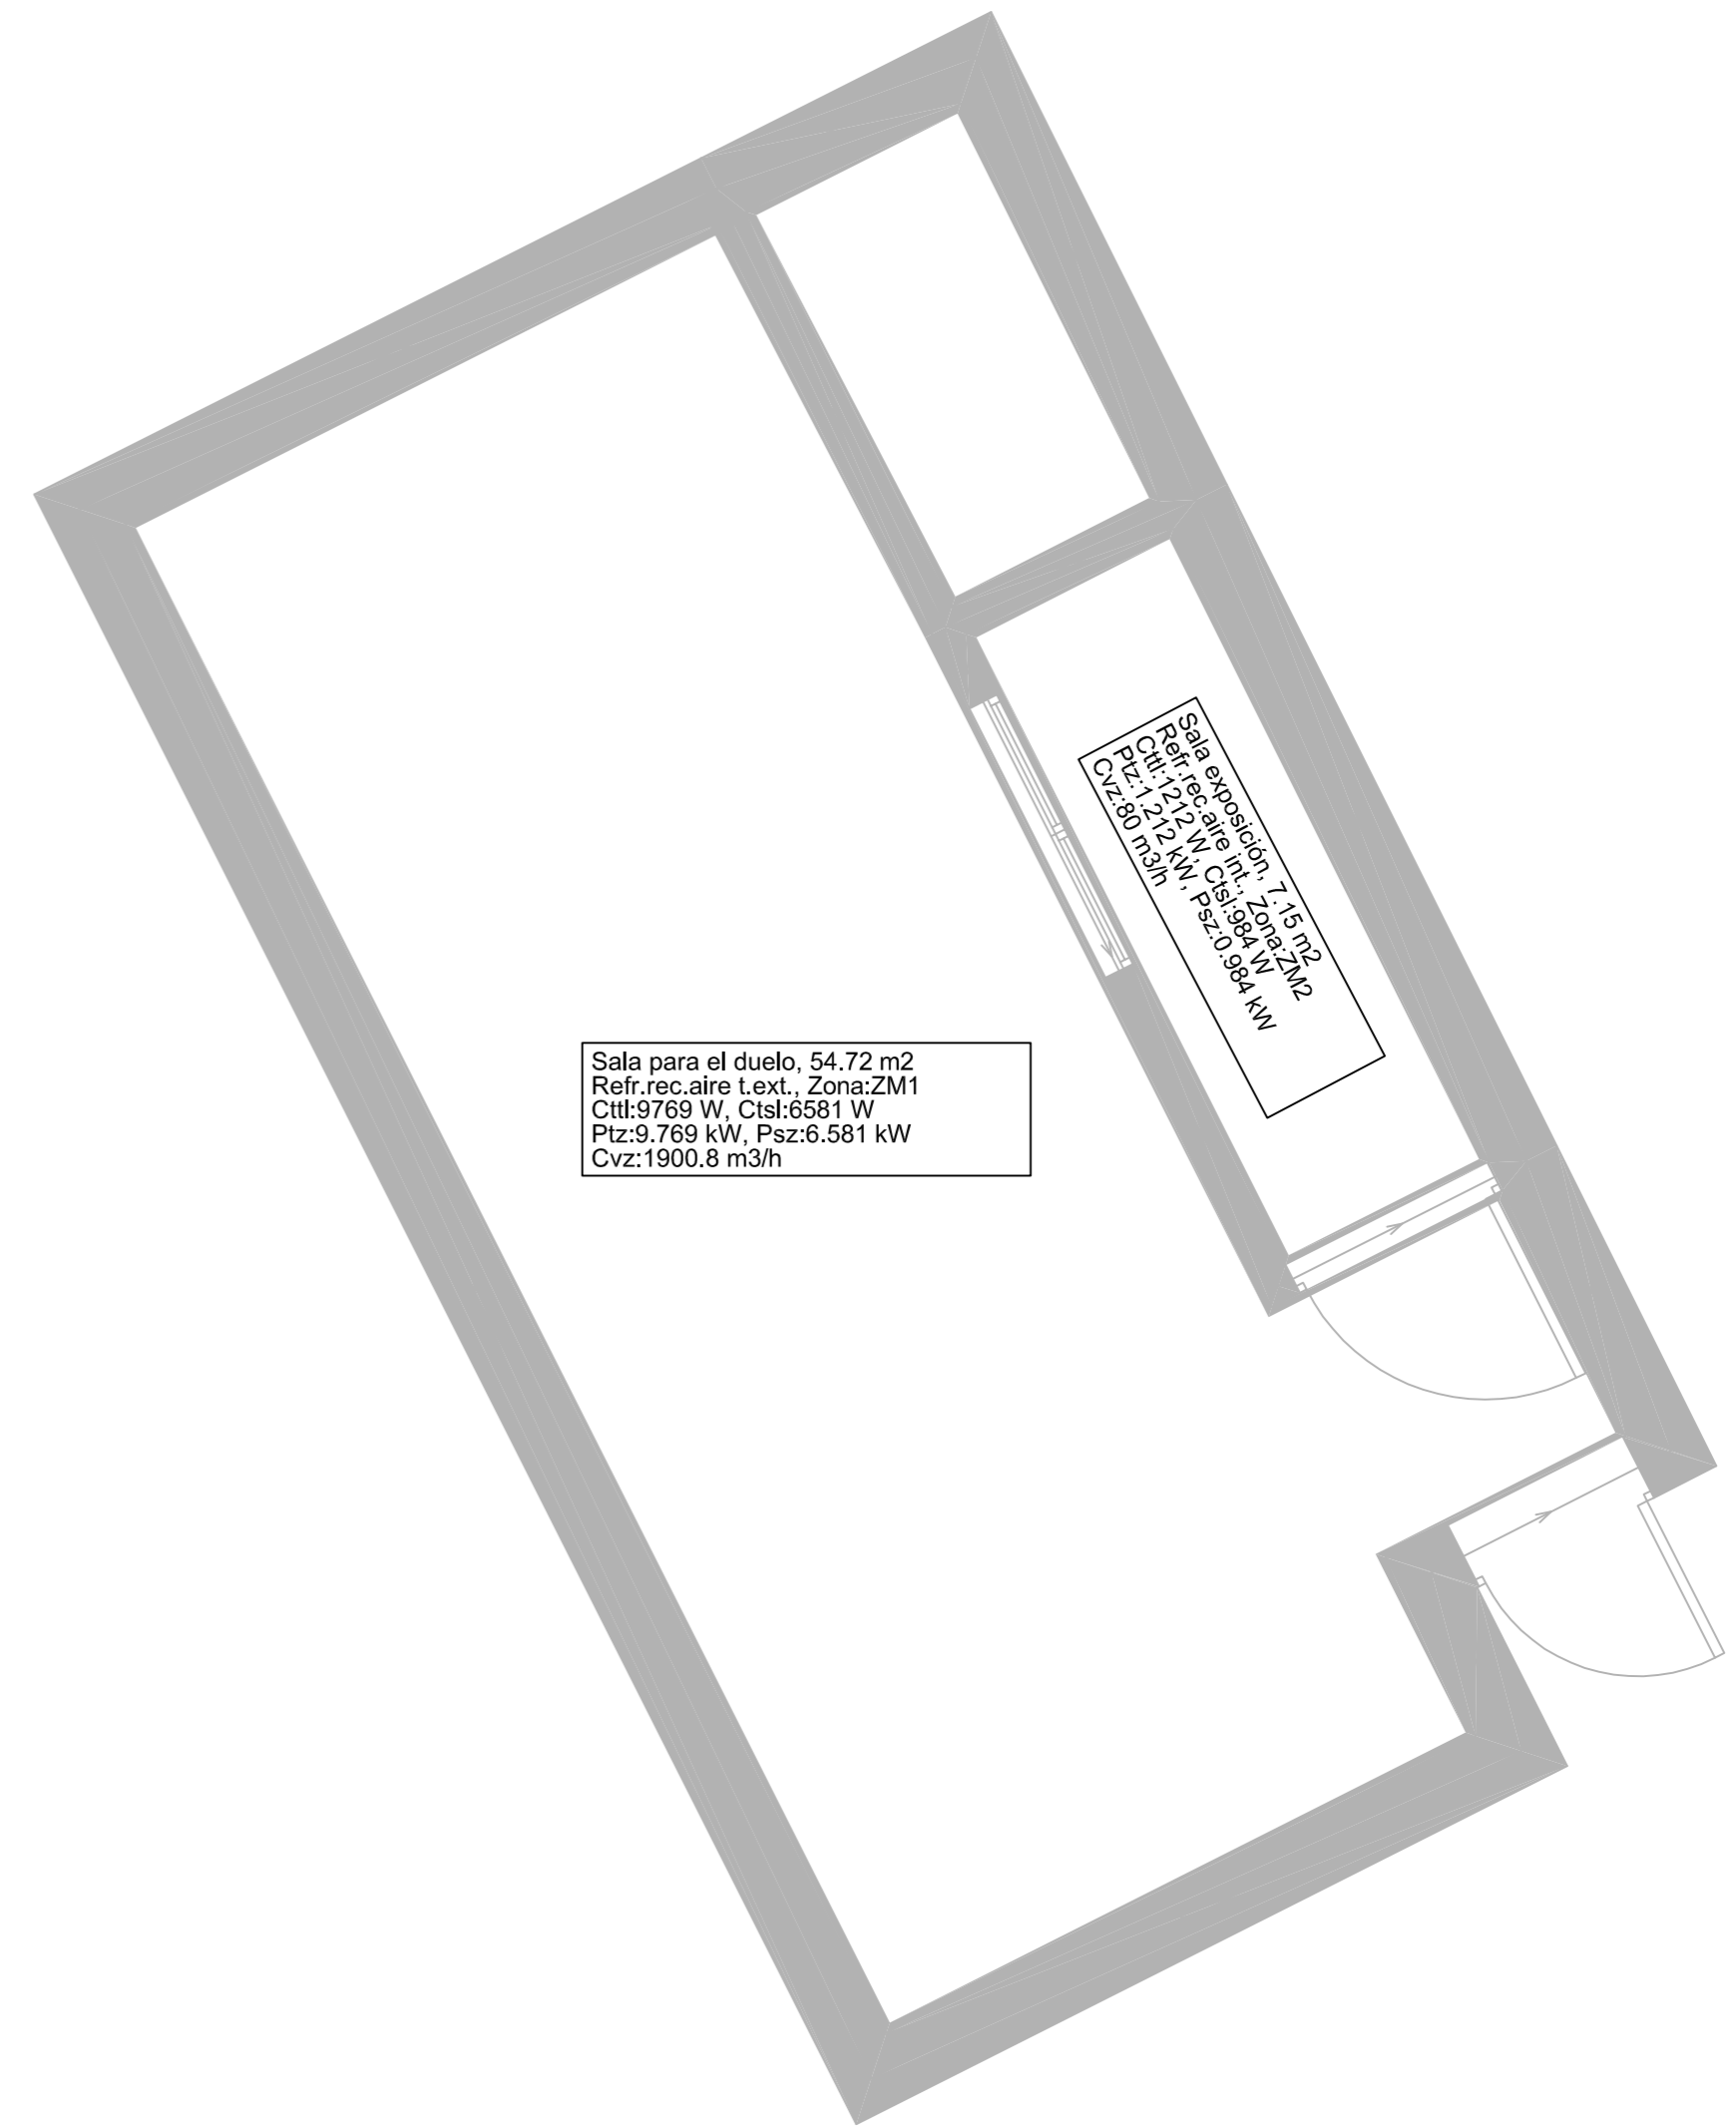 Sala exposición, 7.15 m2
Refr.rec.aire int., Zona:ZM2
Cttl:1212 W, Ctsl:984 W
Ptz:1.212 kW, Psz:0.984 kW
Cvz:80 m3/h
Sala para el duelo, 54.72 m2
Refr.rec.aire t.ext., Zona:ZM1
Cttl:9769 W, Ctsl:6581 W
Ptz:9.769 kW, Psz:6.581 kW
Cvz:1900.8 m3/h